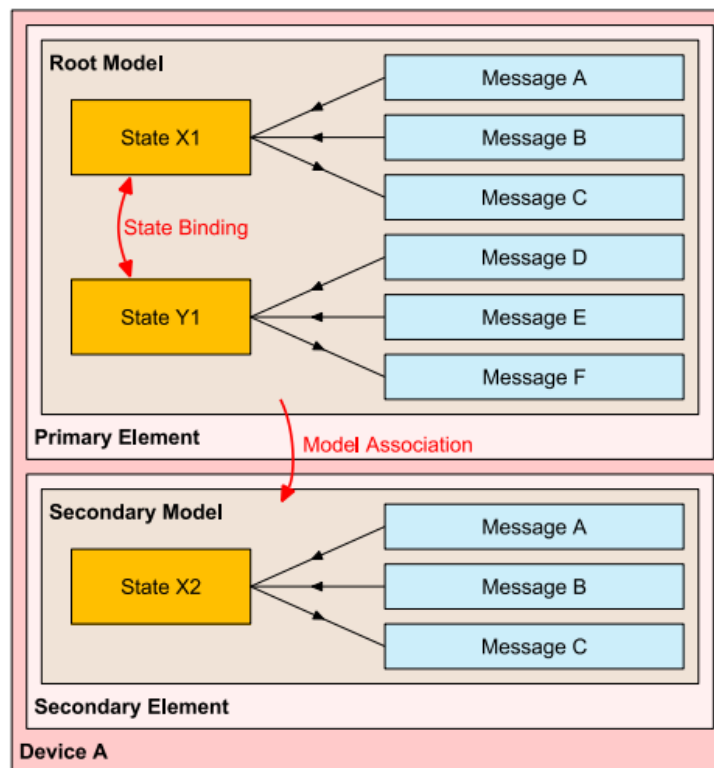 Root Model
State X1
Message A
Message B
Message C
State Binding
State Y1
Message D
Message E
Message F
Primary Element
Model Association
Secondary Model
State X2
Message A
Message B
Message C
Secondary Element
Device A